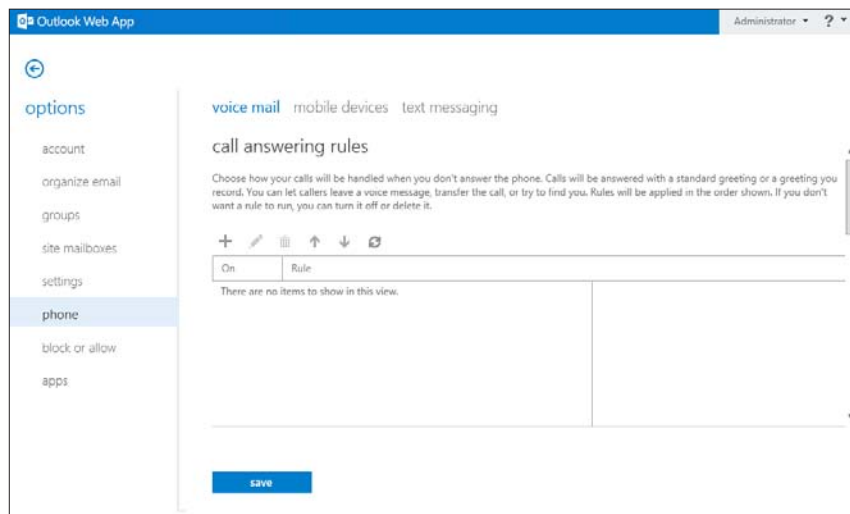 Outlook Web App
Administrator ?
options
account
organize email
groups
site mailboxes
settings
phone
block or allow
apps
voice mail mobile devices text messaging
call answering rules
Choose how your calls will be handled when you don't answer the phone. Calls will be answered with a standard greeting or a greeting you
record. You can let callers leave a voice message, transfer the call, or try to find you. Rules will be applied in the order shown. If you don't
want a rule to run, you can turn it off or delete it.
On Rule
There are no items to show in this view.
save